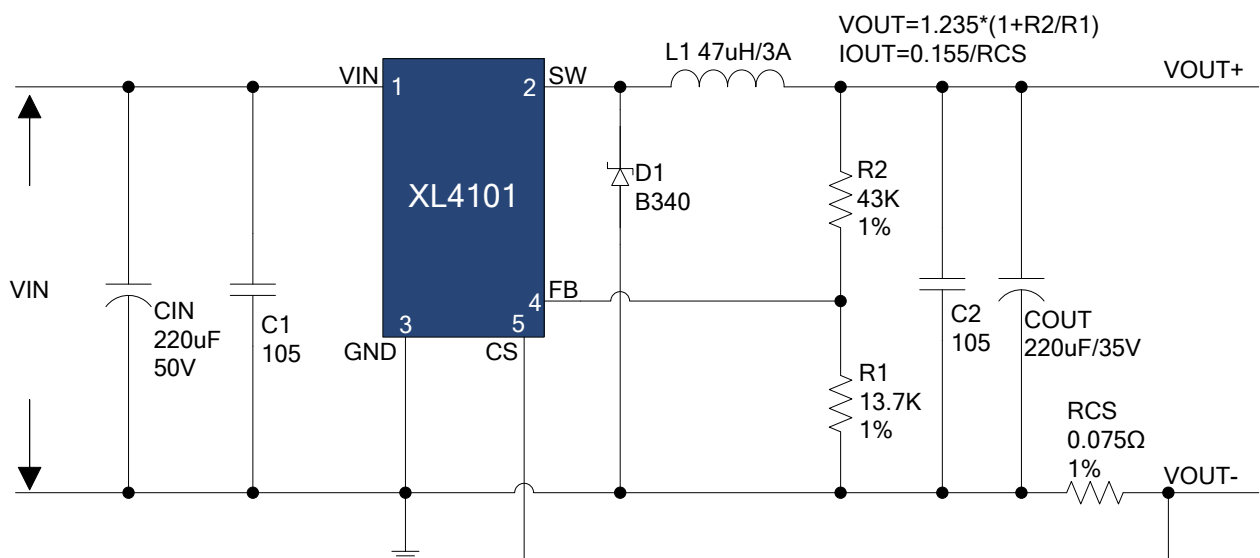 VOUT=1.235*(1+R2/R1)
IOUT=0.155/RCS
L1 47uH/3A
VOUT+
VIN
1
2
SW
XL4101
D1
B340
R2
43K
1%
VIN
CIN
220uF
50V
C1
105
4
FB
3
5
GND
CS
C2
105
COUT
220uF/35V
R1
13.7K
1%
RCS
0.075Ω
1%
VOUT-